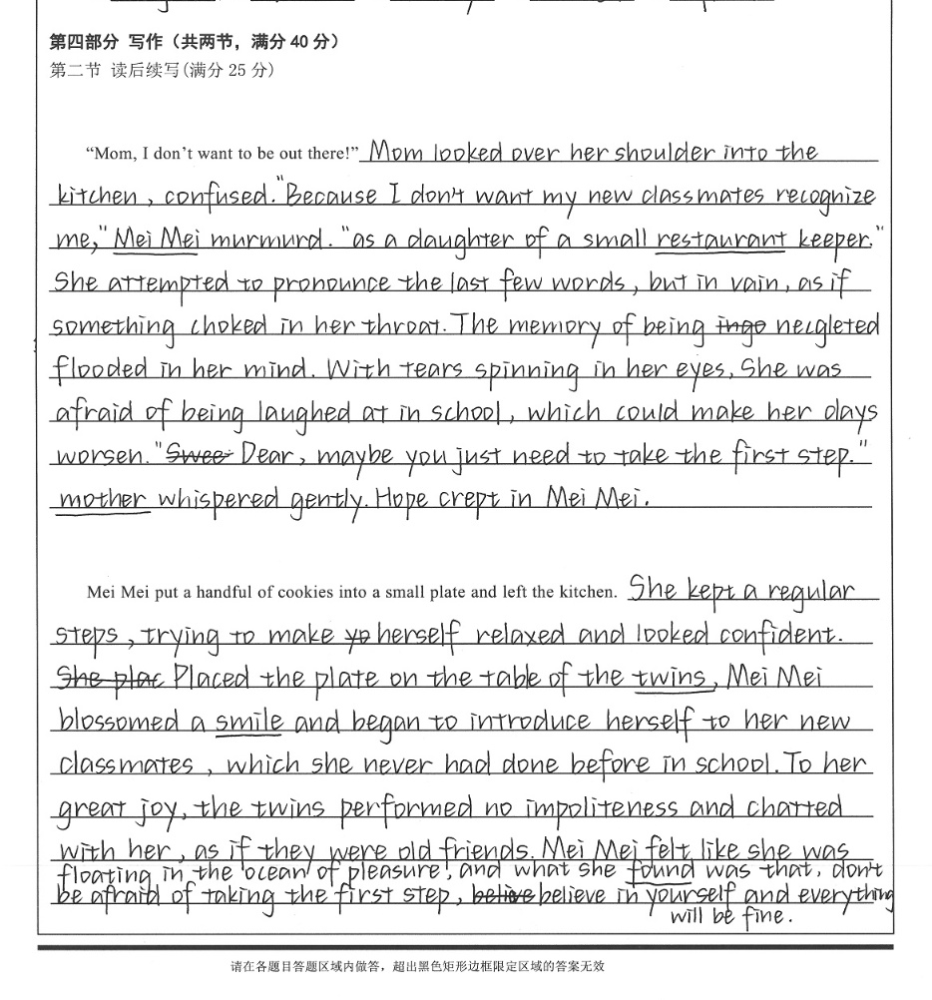 第四部分 写作（共两节，满分 40 分）
第二节 读后续写(满分 25 分)
“Mom, I don’t want to be out there!” Mom looked over her shoulder into the
kitchen, confused. "Because I don't want my new classmates recognize
me," Mei Mei murmurd. "as a daughter of a small restaurant keeper."
She attempted to pronounce the last few words, but in vain, as if
something choked in her throat. The memory of being ingo necgleted
flooded in her mind. With tears spinning in her eyes, She was
afraid of being laughed at in school, which could make her days
worsen. "Swee Dear, maybe you just need to take the first step."
mother whispered gently. Hope crept in Mei Mei.
Mei Mei put a handful of cookies into a small plate and left the kitchen. She kept a regular
steps, trying to make yo herself relaxed and looked confident.
She plac Placed the plate on the table of the twins, Mei Mei
blossomed a smile and began to introduce herself to her new
classmates, which she never had done before in school. To her
great joy, the twins performed no impoliteness and chatted
with her, as if they were old friends. Mei Mei felt like she was
floating in the "ocean of pleasure", and what she found was that, don't
be afraid of taking the first step, believe believe in yourself and everything
will be fine.
请在各题目答题区域内做答，超出黑色矩形边框限定区域的答案无效